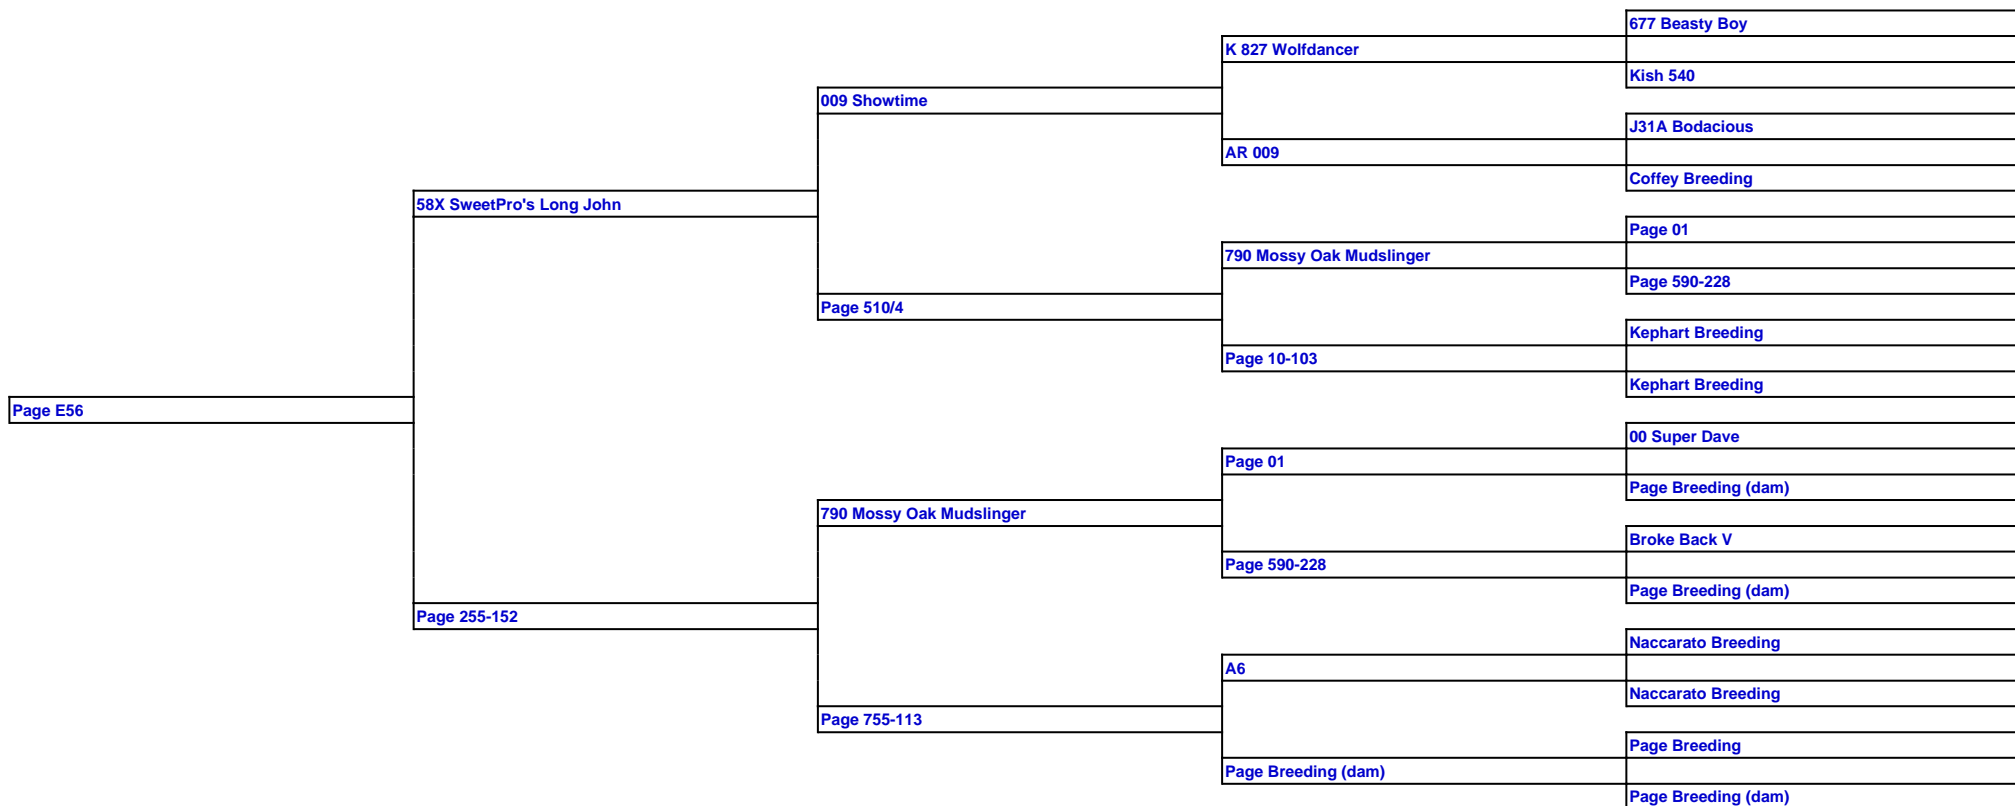 677 Beasty Boy
K 827 Wolfdancer
Kish 540
009 Showtime
J31A Bodacious
AR 009
Coffey Breeding
58X SweetPro's Long John
Page 01
790 Mossy Oak Mudslinger
Page 590-228
Page 510/4
Kephart Breeding
Page 10-103
Kephart Breeding
Page E56
00 Super Dave
Page 01
Page Breeding (dam)
790 Mossy Oak Mudslinger
Broke Back V
Page 590-228
Page Breeding (dam)
Page 255-152
Naccarato Breeding
A6
Naccarato Breeding
Page 755-113
Page Breeding
Page Breeding (dam)
Page Breeding (dam)